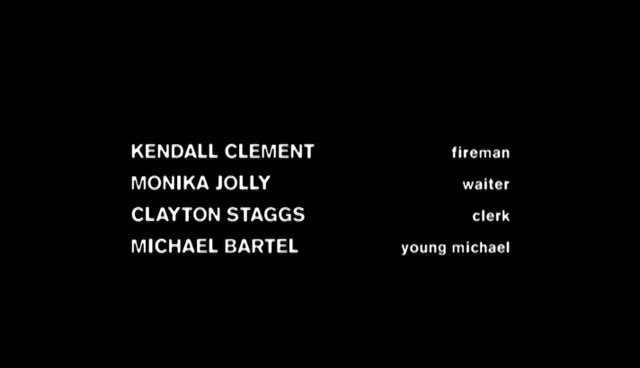 KENDALL CLEMENT fireman
MONIKA JOLLY waiter
CLAYTON STAGGS clerk
MICHAEL BARTEL young michael